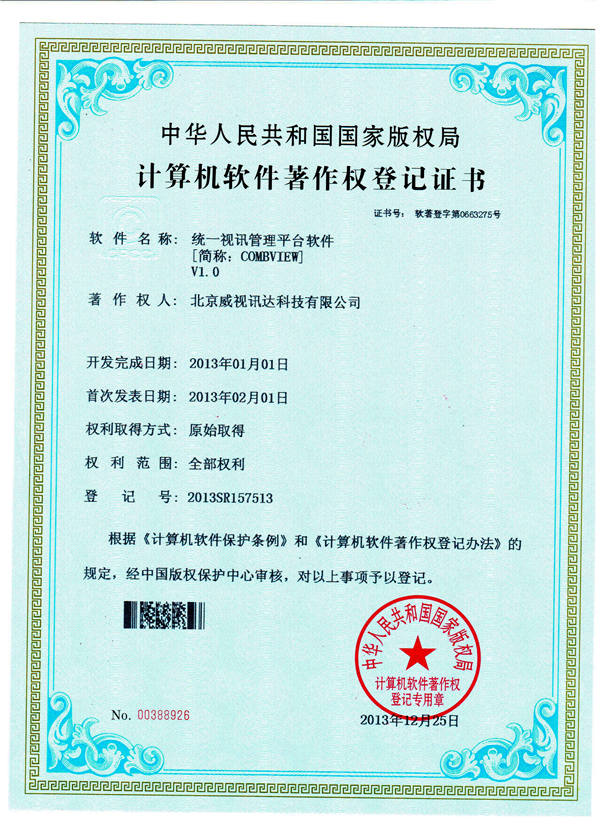 中华人民共和国国家版权局
计算机软件著作权登记证书
证书号: 软著登字第0663275号
软件名称: 统一视讯管理平台软件
[简称: COMBVIEW]
V1.0
著作权人: 北京威视讯达科技有限公司
开发完成日期: 2013年01月01日
首次发表日期: 2013年02月01日
权利取得方式: 原始取得
权利范围: 全部权利
登记号: 2013SR157513
根据《计算机软件保护条例》和《计算机软件著作权登记办法》的
规定，经中国版权保护中心审核，对以上事项予以登记。
中华人民共和国国家版权局
计算机软件著作权
登记专用章
No. 00388926
2013年12月25日